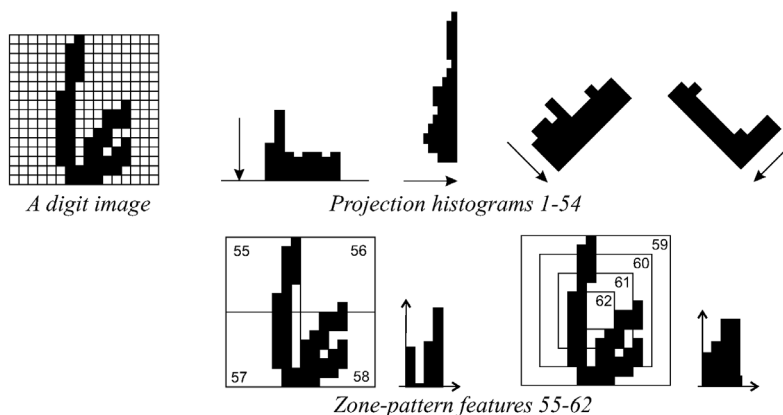 A digit image
Projection histograms 1-54
55 56
57 58
59
60
61
62
Zone-pattern features 55-62